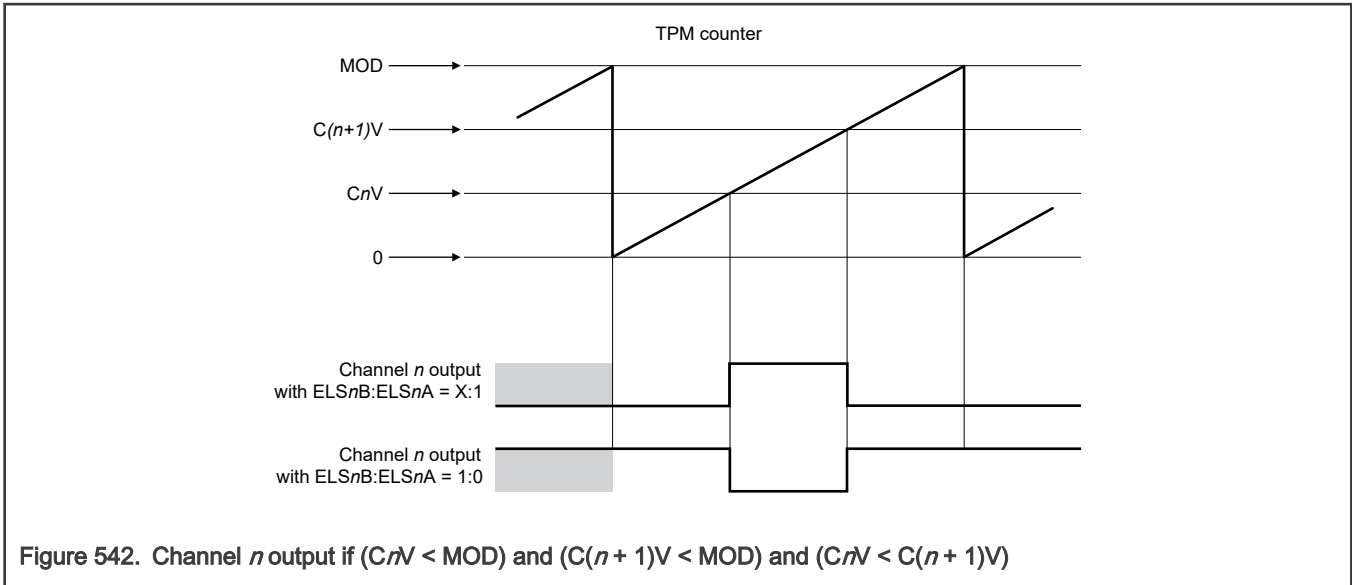 TPM counter
MOD
C(n+1)V
CnV
0
Channel n output
with ELSnB:ELSnA = X:1
Channel n output
with ELSnB:ELSnA = 1:0
Figure 542. Channel n output if (CnV < MOD) and (C(n + 1)V < MOD) and (CnV < C(n + 1)V)